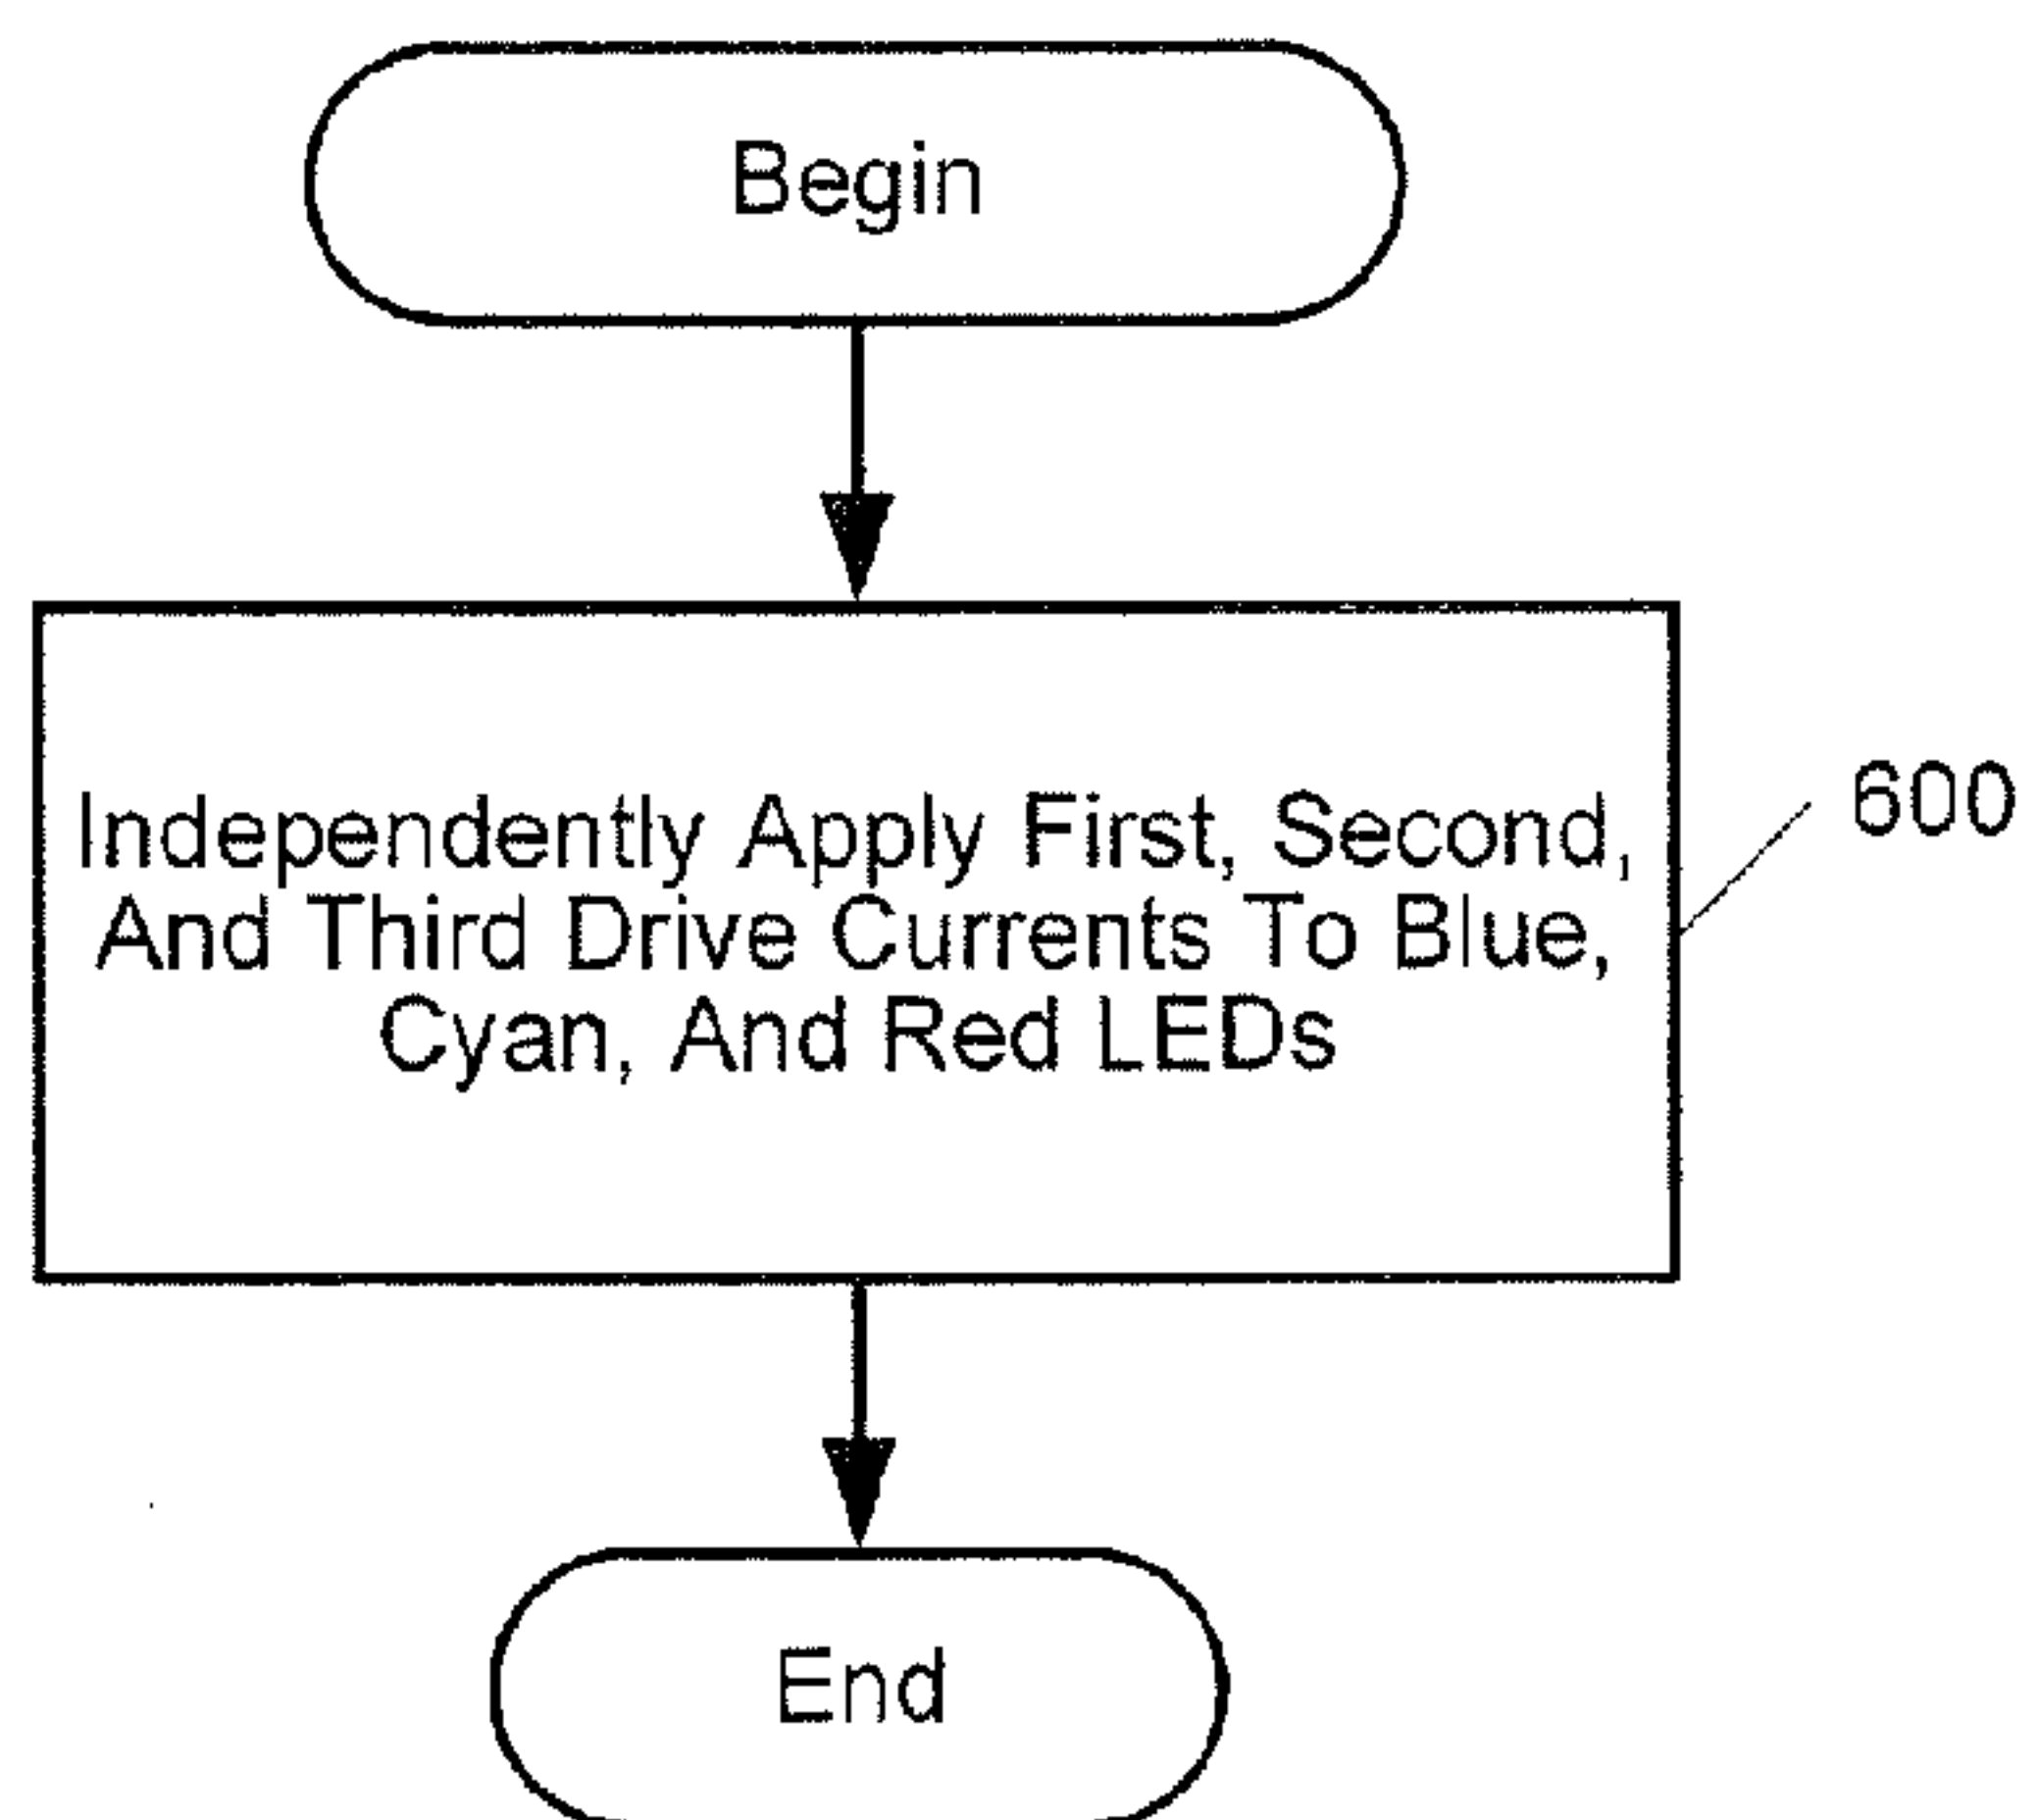 Begin
Independently Apply First, Second,
And Third Drive Currents To Blue,
Cyan, And Red LEDs
600
End